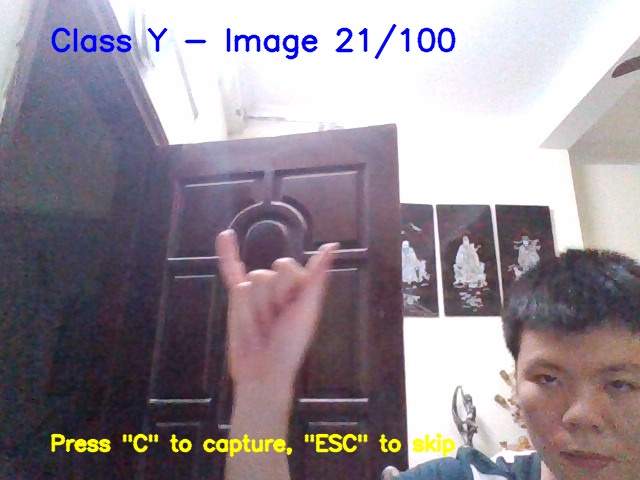 Class Y - Image 21/100
Press "C" to capture, "ESC" to skip